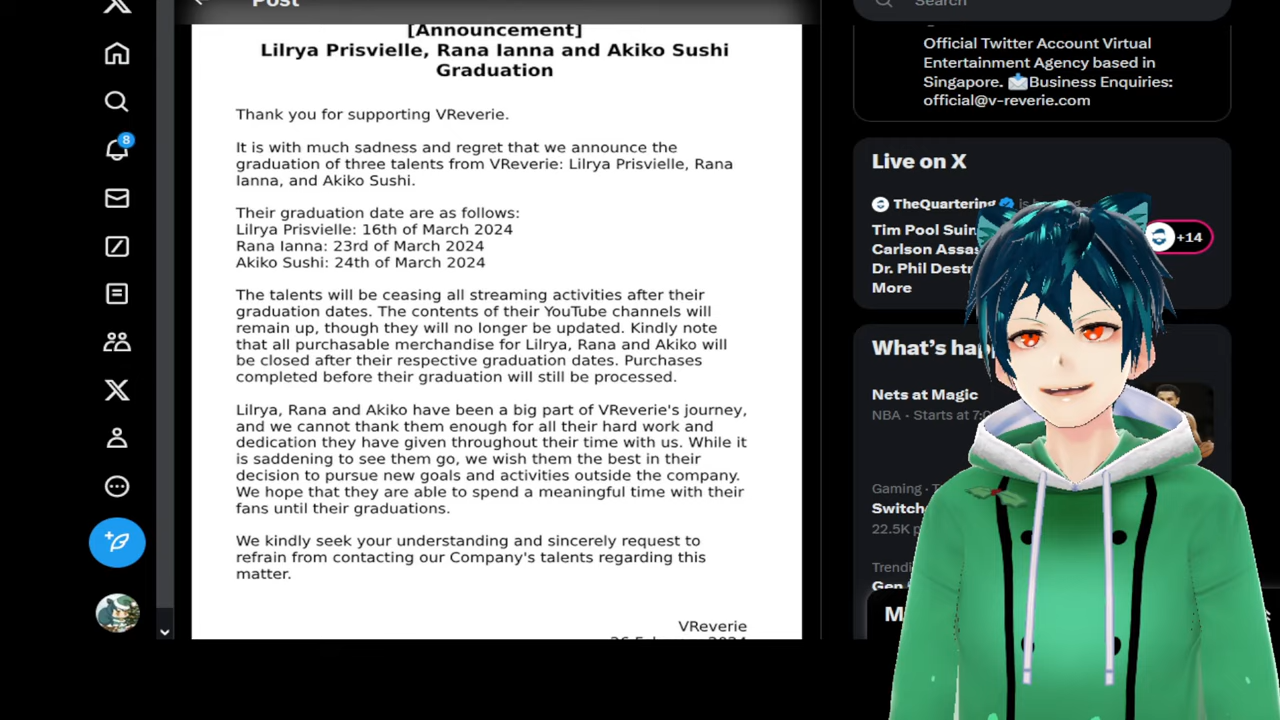 Post
Search
[Announcement]
Lilrya Prisvielle, Rana Ianna and Akiko Sushi
Graduation
Thank you for supporting VReverie.
It is with much sadness and regret that we announce the
graduation of three talents from VReverie: Lilrya Prisvielle, Rana
Ianna, and Akiko Sushi.
Their graduation date are as follows:
Lilrya Prisvielle: 16th of March 2024
Rana Ianna: 23rd of March 2024
Akiko Sushi: 24th of March 2024
The talents will be ceasing all streaming activities after their
graduation dates. The contents of their YouTube channels will
remain up, though they will no longer be updated. Kindly note
that all purchasable merchandise for Lilrya, Rana and Akiko will
be closed after their respective graduation dates. Purchases
completed before their graduation will still be processed.
Lilrya, Rana and Akiko have been a big part of VReverie's journey,
and we cannot thank them enough for all their hard work and
dedication they have given throughout their time with us. While it
is saddening to see them go, we wish them the best in their
decision to pursue new goals and activities outside the company.
We hope that they are able to spend a meaningful time with their
fans until their graduations.
We kindly seek your understanding and sincerely request to
refrain from contacting our Company's talents regarding this
matter.
VReverie
8
Official Twitter Account Virtual
Entertainment Agency based in
Singapore. Business Enquiries:
official@v-reverie.com
Live on X
TheQuartering is
Tim Pool
+14
Carlson
Dr. Phil
More
What's
Nets at Magic
NBA · Starts at
Gaming
Switch
22.5K